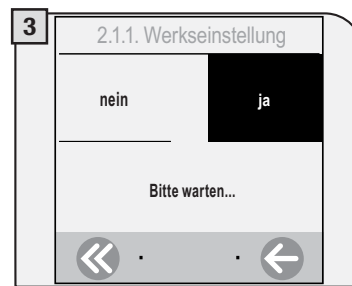 3
2.1.1. Werkseinstellung
nein ja
Bitte warten...